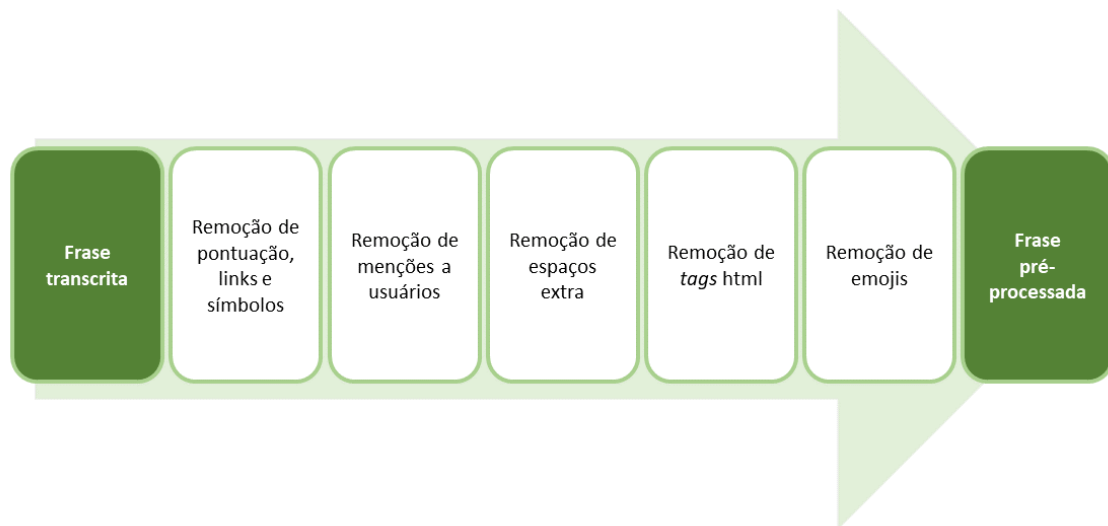 Frase
transcrita
Remoção de
pontuação,
links e
símbolos
Remoção de
menções a
usuários
Remoção de
espaços
extra
Remoção de
tags html
Remoção de
emojis
Frase
pré-
processada